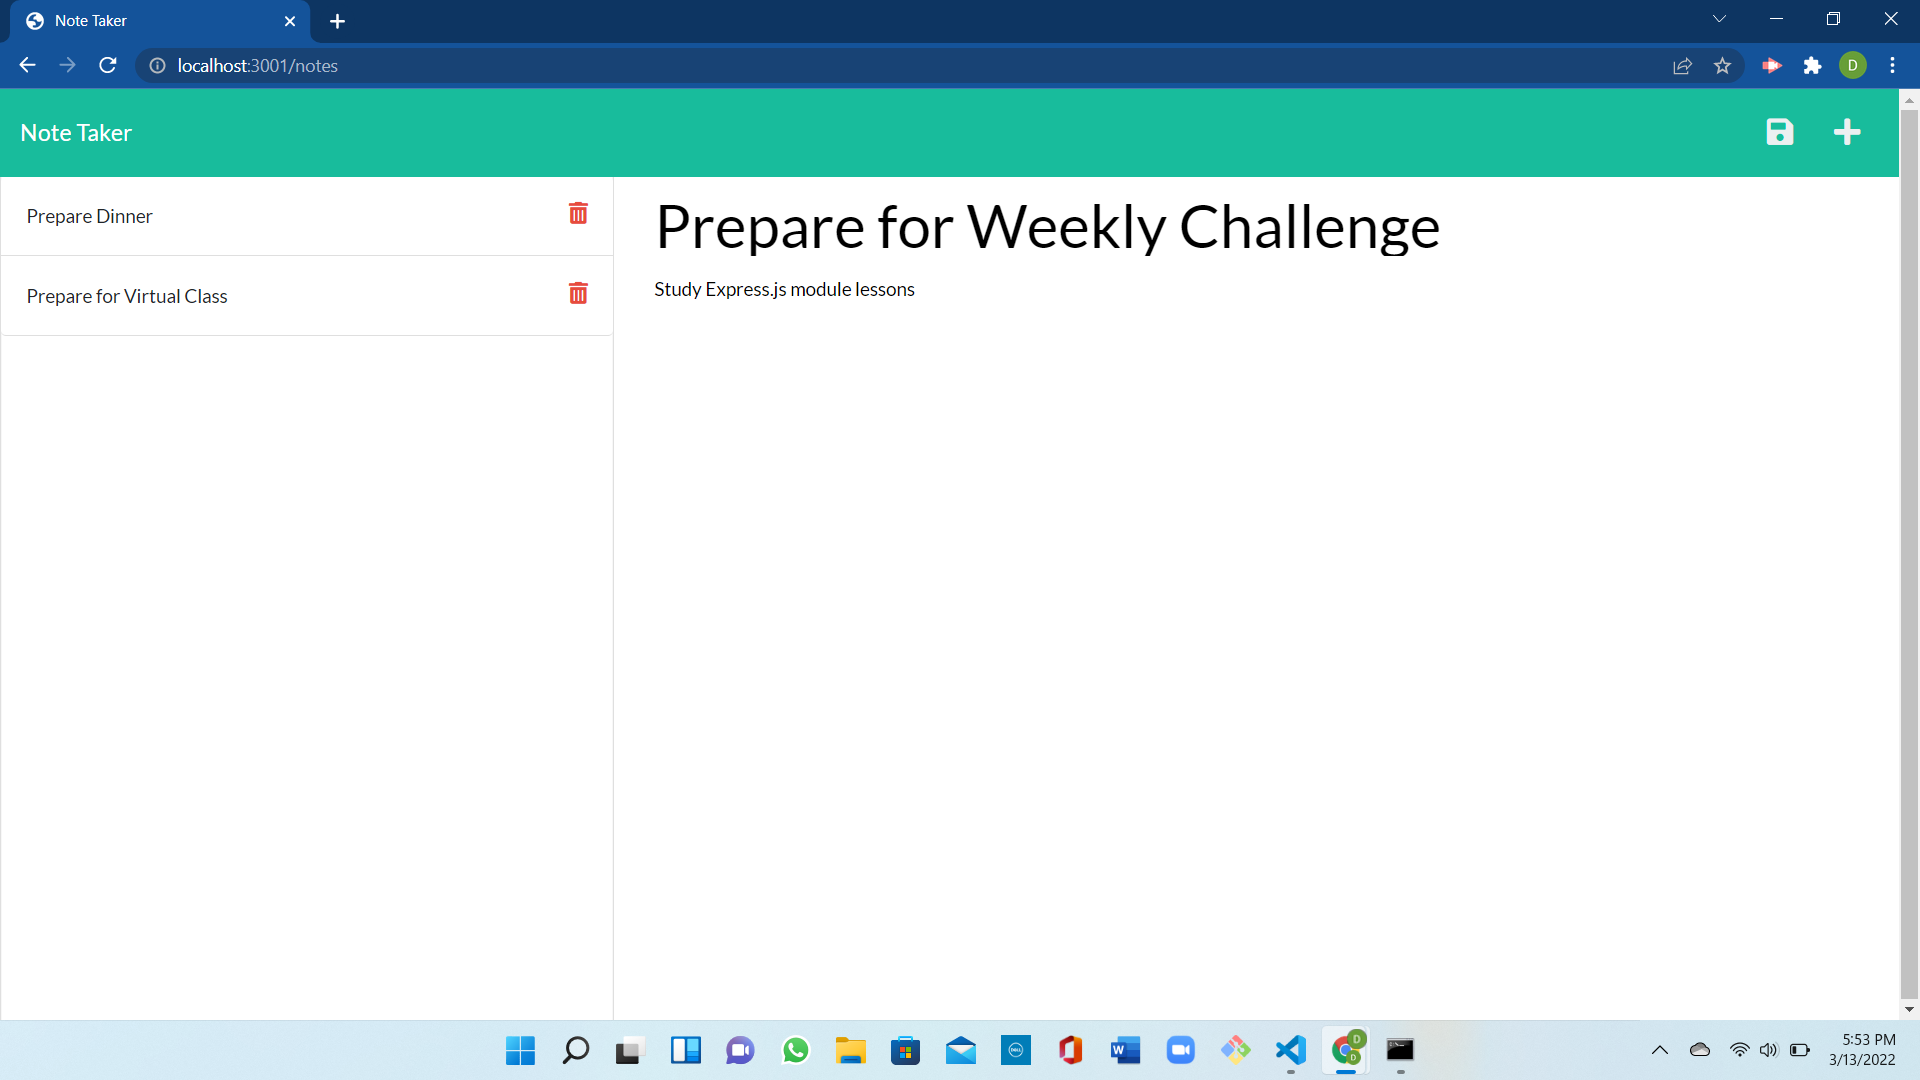 Note Taker
localhost:3001/notes
D
Note Taker
Prepare Dinner
Prepare for Virtual Class
Prepare for Weekly Challenge
Study Express.js module lessons
D
D
W
DELL
5:53 PM
3/13/2022